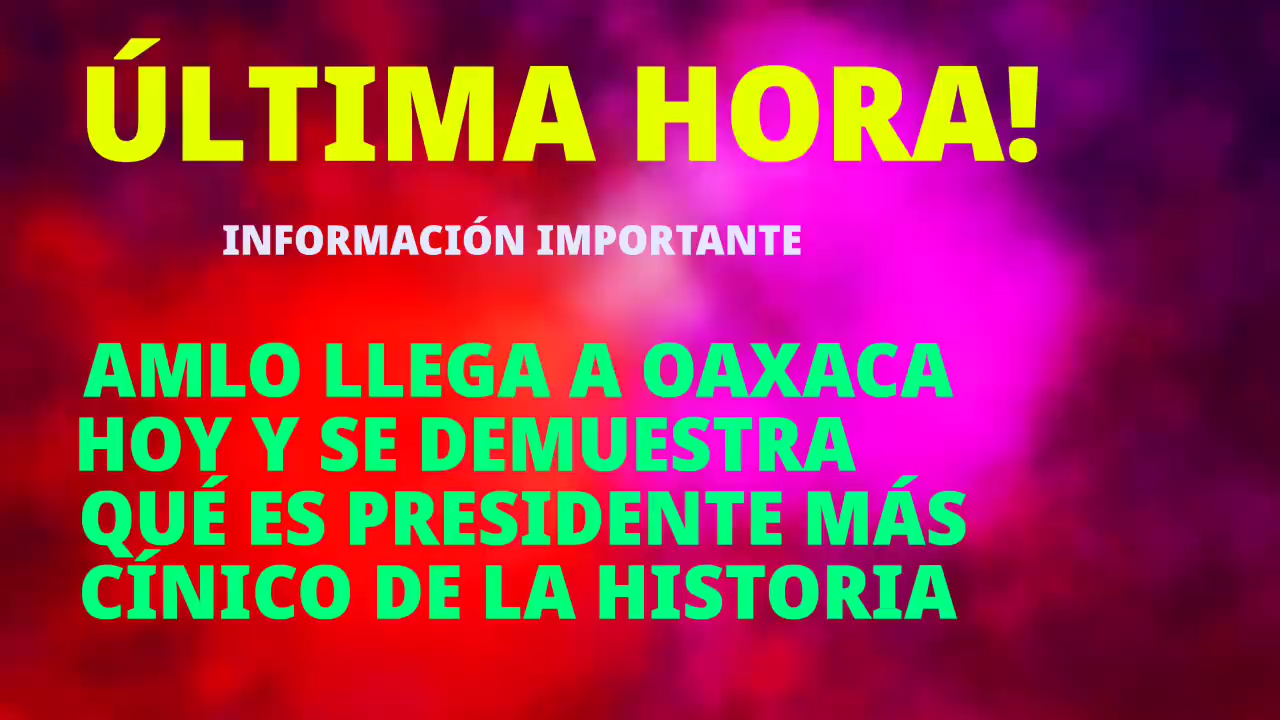 ÚLTIMA HORA!
INFORMACIÓN IMPORTANTE
AMLO LLEGA A OAXACA
HOY Y SE DEMUESTRA
QUÉ ES PRESIDENTE MÁS
CÍNICO DE LA HISTORIA